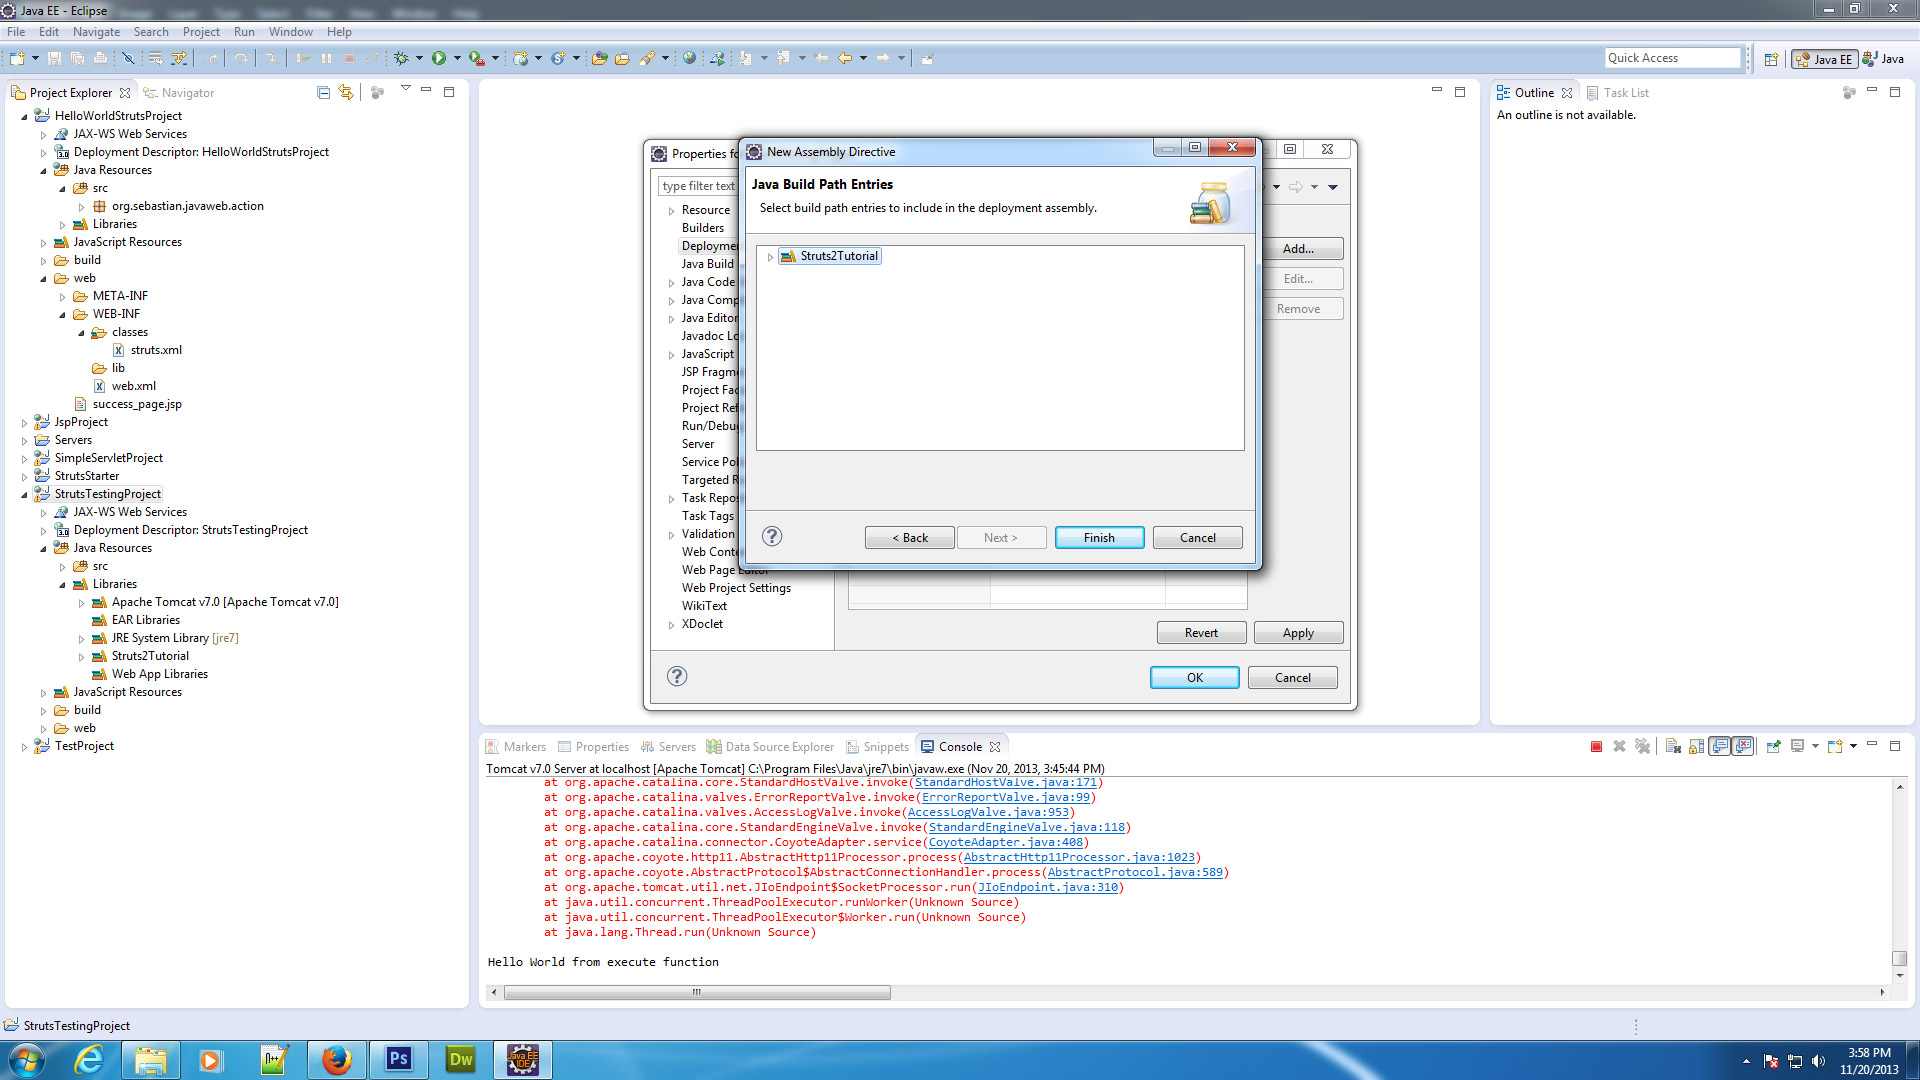 Java EE - Eclipse
File Edit Navigate Search Project Run Window Help
Quick Access
Java EE
Java
Project Explorer
Navigator
HelloWorldStrutsProject
JAX-WS Web Services
Deployment Descriptor: HelloWorldStrutsProject
Java Resources
src
org.sebastian.javaweb.action
Libraries
JavaScript Resources
build
web
META-INF
WEB-INF
classes
struts.xml
lib
web.xml
success_page.jsp
JspProject
Servers
SimpleServletProject
StrutsStarter
StrutsTestingProject
JAX-WS Web Services
Deployment Descriptor: StrutsTestingProject
Java Resources
src
Libraries
Apache Tomcat v7.0 [Apache Tomcat v7.0]
EAR Libraries
JRE System Library [jre7]
Struts2Tutorial
Web App Libraries
JavaScript Resources
build
web
TestProject
Properties fo
type filter text
Resource
Builders
Deployme
Java Build
Java Code
Java Comp
Java Editor
Javadoc Lo
JavaScript
JSP Fragme
Project Fac
Project Ref
Run/Debug
Server
Service Pol
Targeted R
Task Repos
Task Tags
Validation
Web Conte
Web Page Editor
Web Project Settings
WikiText
XDoclet
Add...
Edit...
Remove
Revert
Apply
OK
Cancel
New Assembly Directive
Java Build Path Entries
Select build path entries to include in the deployment assembly.
Struts2Tutorial
< Back
Next >
Finish
Cancel
Outline
Task List
An outline is not available.
Markers
Properties
Servers
Data Source Explorer
Snippets
Console
Tomcat v7.0 Server at localhost [Apache Tomcat] C:\Program Files\Java\jre7\bin\javaw.exe (Nov 20, 2013, 3:45:44 PM)
at org.apache.catalina.core.StandardHostValve.invoke(StandardHostValve.java:171)
at org.apache.catalina.valves.ErrorReportValve.invoke(ErrorReportValve.java:99)
at org.apache.catalina.valves.AccessLogValve.invoke(AccessLogValve.java:953)
at org.apache.catalina.core.StandardEngineValve.invoke(StandardEngineValve.java:118)
at org.apache.catalina.connector.CoyoteAdapter.service(CoyoteAdapter.java:408)
at org.apache.coyote.http11.AbstractHttp11Processor.process(AbstractHttp11Processor.java:1023)
at org.apache.coyote.AbstractProtocol$AbstractConnectionHandler.process(AbstractProtocol.java:589)
at org.apache.tomcat.util.net.JIoEndpoint$SocketProcessor.run(JIoEndpoint.java:310)
at java.util.concurrent.ThreadPoolExecutor.runWorker(Unknown Source)
at java.util.concurrent.ThreadPoolExecutor$Worker.run(Unknown Source)
at java.lang.Thread.run(Unknown Source)
Hello World from execute function
StrutsTestingProject
Ps
Dw
Java EE
IDE
3:58 PM
11/20/2013